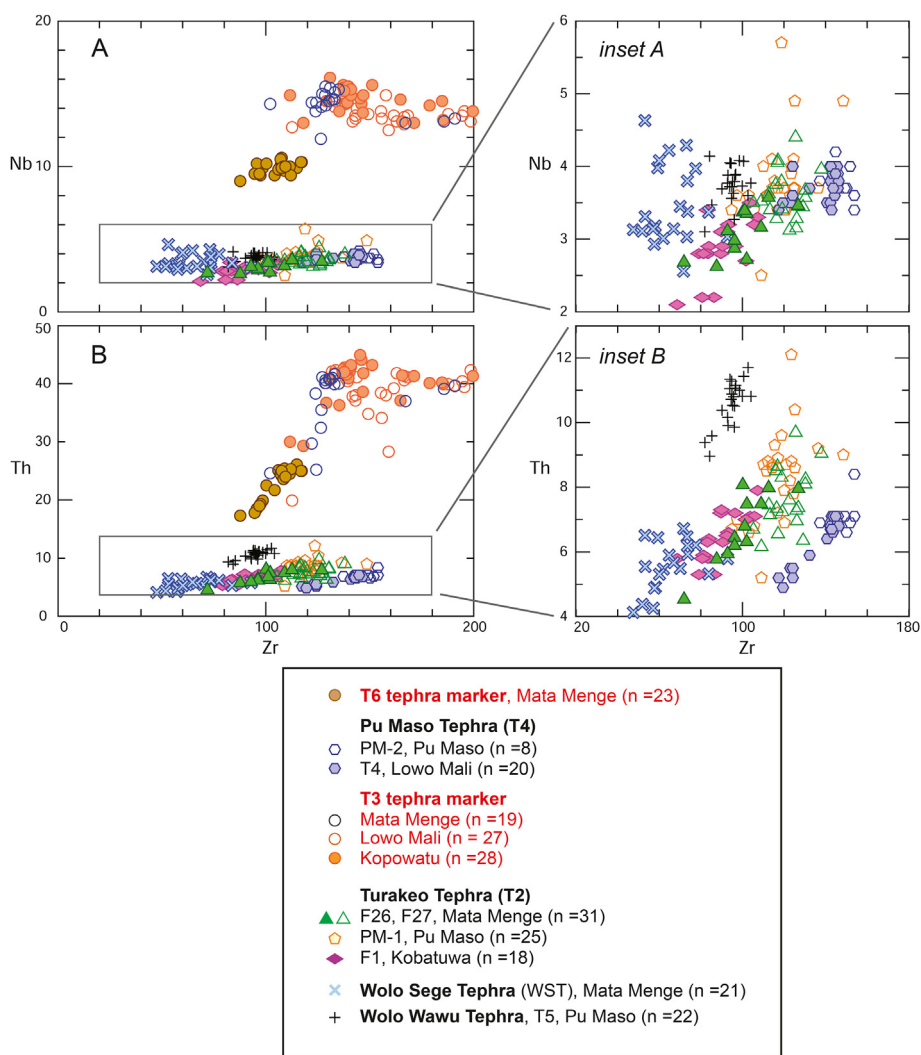 A
inset A
20
10
0
Nb
6
5
4
3
2
Nb
B
inset B
50
40
30
20
10
0
Th
12
10
8
6
4
Th
0
100
200
Zr
20
100
180
Zr
T6 tephra marker, Mata Menge (n =23)
Pu Maso Tephra (T4)
PM-2, Pu Maso (n =8)
T4, Lowo Mali (n =20)
T3 tephra marker
Mata Menge (n =19)
Lowo Mali (n = 27)
Kopowatu (n =28)
Turakeo Tephra (T2)
F26, F27, Mata Menge (n =31)
PM-1, Pu Maso (n =25)
F1, Kobatuwa (n =18)
Wolo Sege Tephra (WST), Mata Menge (n =21)
Wolo Wawu Tephra, T5, Pu Maso (n =22)